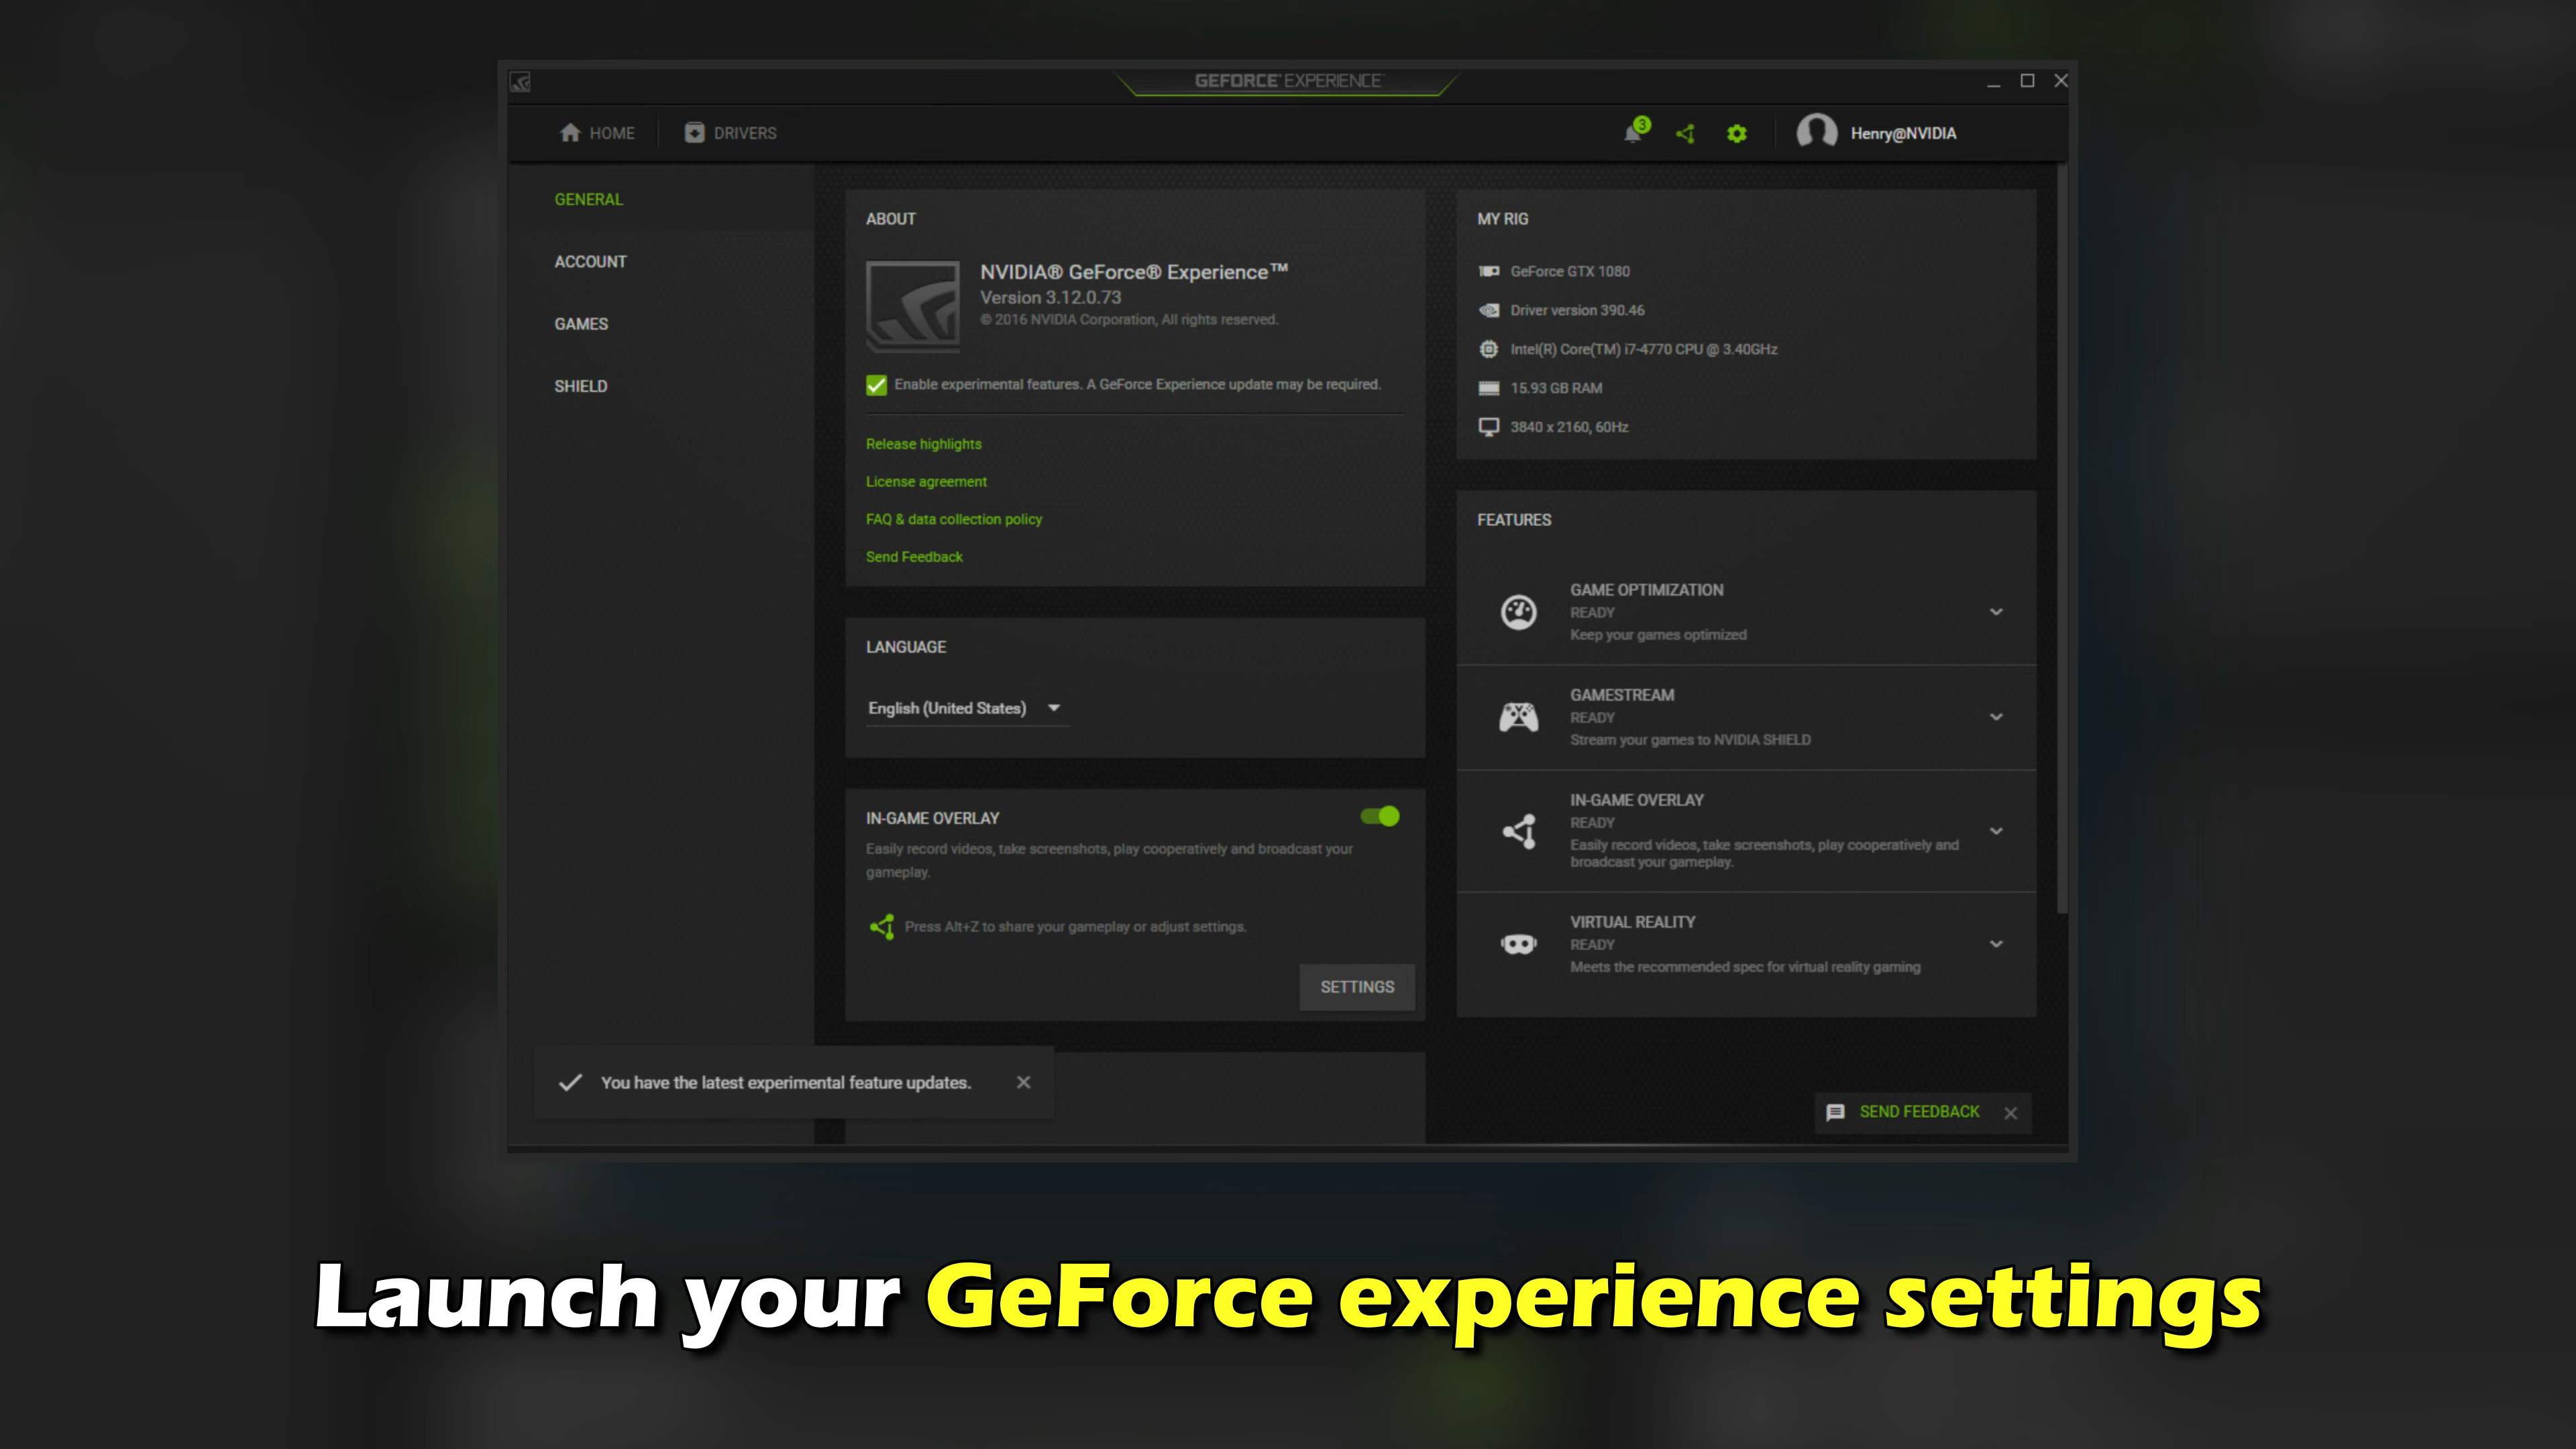 GEFORCE® EXPERIENCE™
HOME
DRIVERS
3
Henry@NVIDIA
GENERAL
ACCOUNT
GAMES
SHIELD
ABOUT
NVIDIA® GeForce® Experience™
Version 3.12.0.73
© 2016 NVIDIA Corporation, All rights reserved.
Enable experimental features. A GeForce Experience update may be required.
Release highlights
License agreement
FAQ & data collection policy
Send Feedback
LANGUAGE
English (United States)
IN-GAME OVERLAY
Easily record videos, take screenshots, play cooperatively and broadcast your
gameplay.
Press Alt+Z to share your gameplay or adjust settings.
SETTINGS
MY RIG
GeForce GTX 1080
Driver version 390.46
Intel(R) Core(TM) i7-4770 CPU @ 3.40GHz
15.93 GB RAM
3840 x 2160, 60Hz
FEATURES
GAME OPTIMIZATION
READY
Keep your games optimized
GAMESTREAM
READY
Stream your games to NVIDIA SHIELD
IN-GAME OVERLAY
READY
Easily record videos, take screenshots, play cooperatively and
broadcast your gameplay.
VIRTUAL REALITY
READY
Meets the recommended spec for virtual reality gaming
You have the latest experimental feature updates.
SEND FEEDBACK
Launch your GeForce experience settings